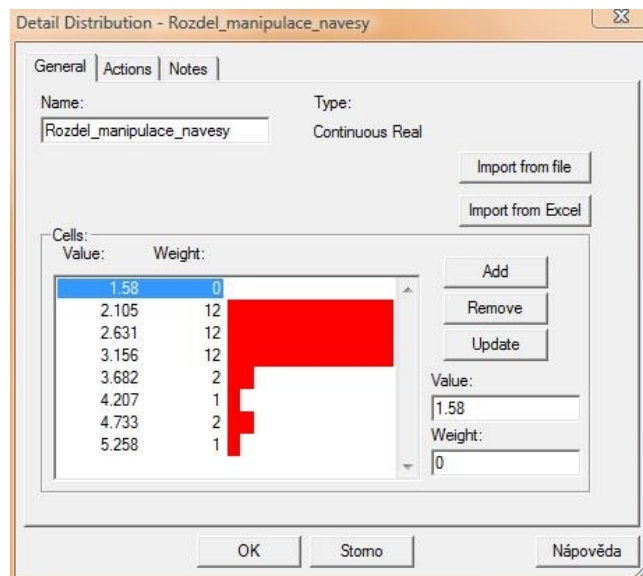 Detail Distribution - Rozdel_manipulace_navesy
General Actions Notes
Name: Type:
Rozdel_manipulace_navesy Continuous Real
Import from file
Import from Excel
Cells:
Value: Weight:
1.58 0
2.105 12
2.631 12
3.156 12
3.682 2
4.207 1
4.733 2
5.258 1
Add
Remove
Update
Value:
1.58
Weight:
0
OK Storno Nápověda